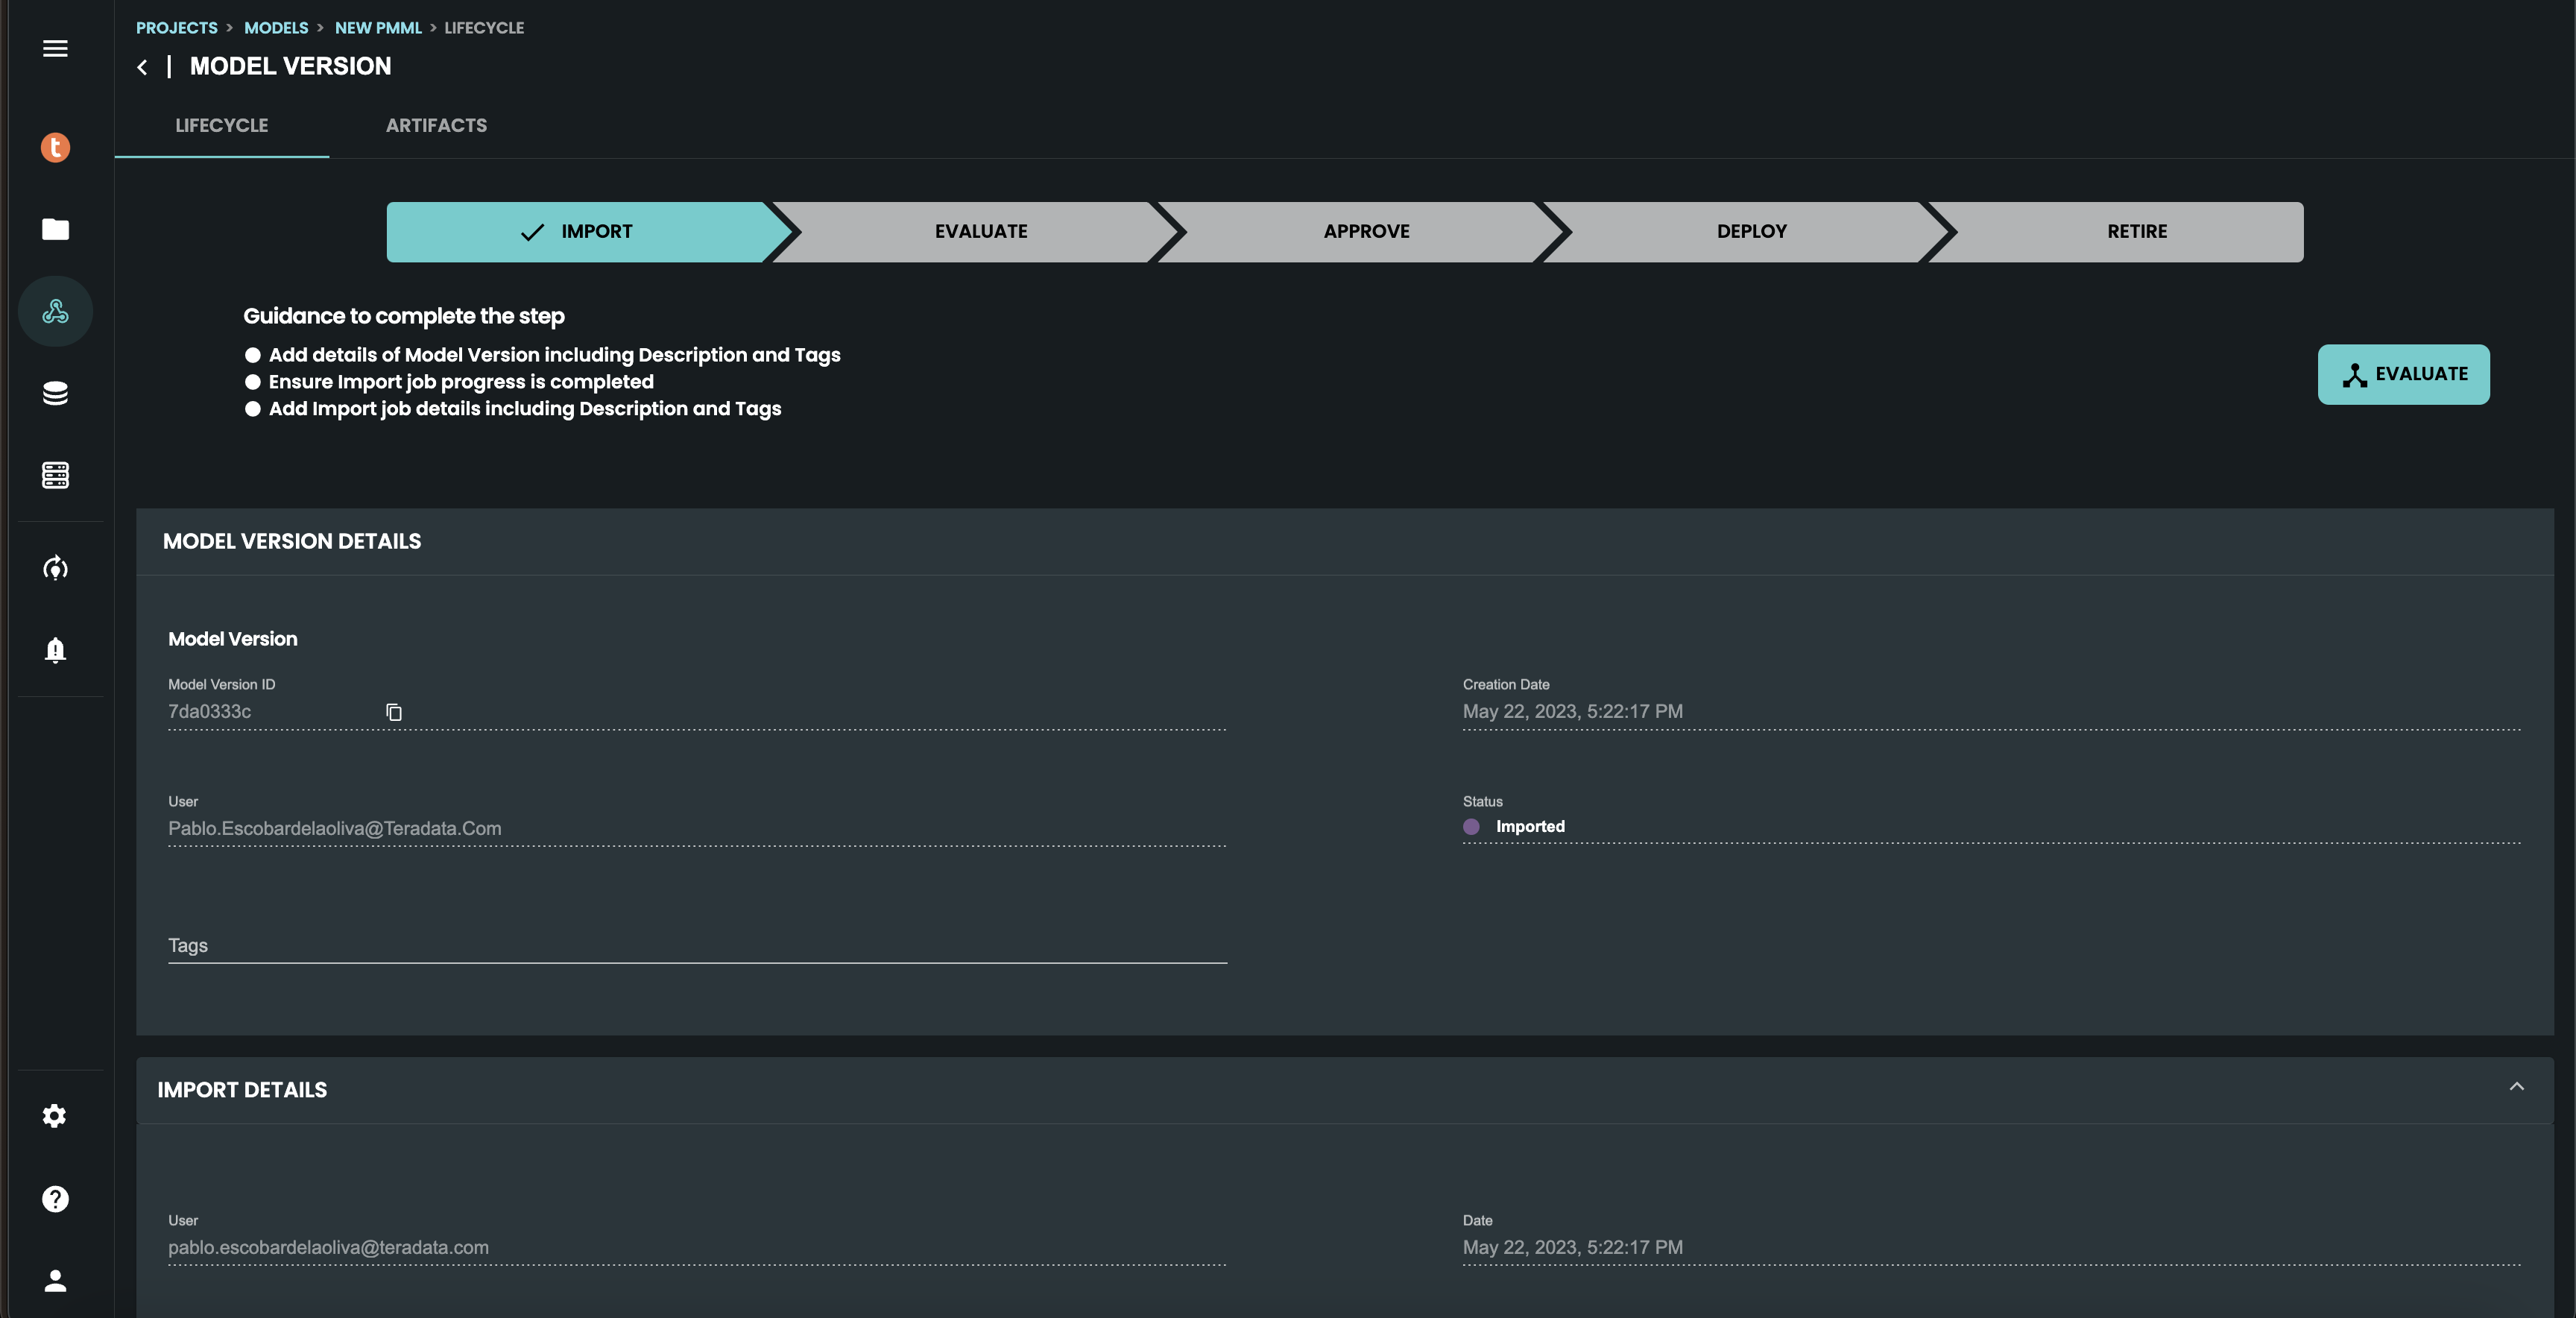 PROJECTS > MODELS > NEW PMML > LIFECYCLE
MODEL VERSION
LIFECYCLE ARTIFACTS
IMPORT EVALUATE APPROVE DEPLOY RETIRE
Guidance to complete the step
Add details of Model Version including Description and Tags
Ensure Import job progress is completed
Add Import job details including Description and Tags
EVALUATE
MODEL VERSION DETAILS
Model Version
Model Version ID
7da0333c
Creation Date
May 22, 2023, 5:22:17 PM
User
Pablo.Escobardelaoliva@Teradata.Com
Status
Imported
Tags
IMPORT DETAILS
User
pablo.escobardelaoliva@teradata.com
Date
May 22, 2023, 5:22:17 PM